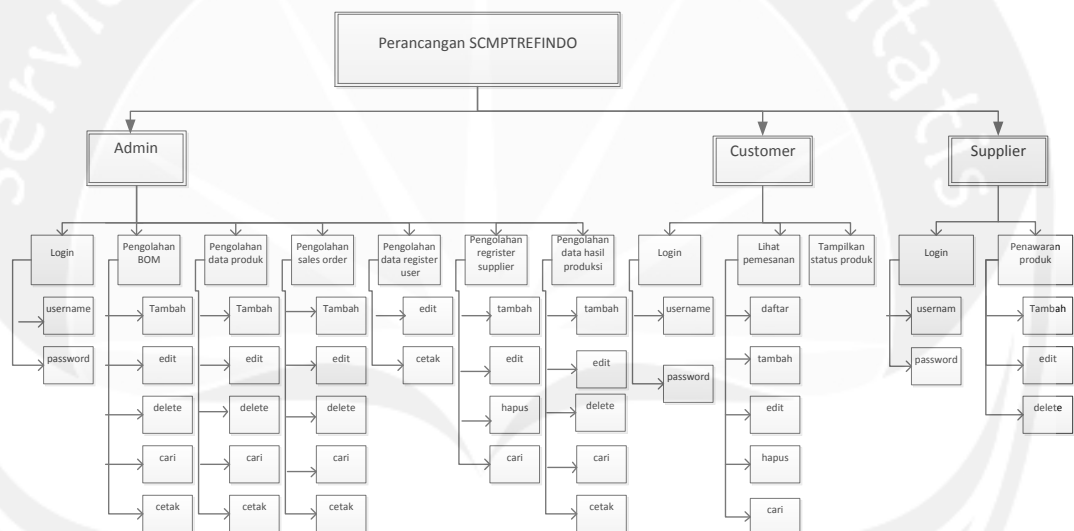 Perancangan SCMPTREFINDO
Admin
Customer
Supplier
Login
username
password
Pengolahan
BOM
Tambah
edit
delete
cari
cetak
Pengolahan
data produk
Tambah
edit
delete
cari
cetak
Pengolahan
sales order
Tambah
edit
delete
cari
cetak
Pengolahan
data register
user
edit
cetak
Pengolahan
regrister
supplier
tambah
edit
hapus
cari
Pengolahan
data hasil
produksi
tambah
edit
delete
cari
cetak
Login
username
password
Lihat
pemesanan
daftar
tambah
edit
hapus
cari
Tampilkan
status produk
Login
usernam
password
Penawaran
produk
Tambah
edit
delete